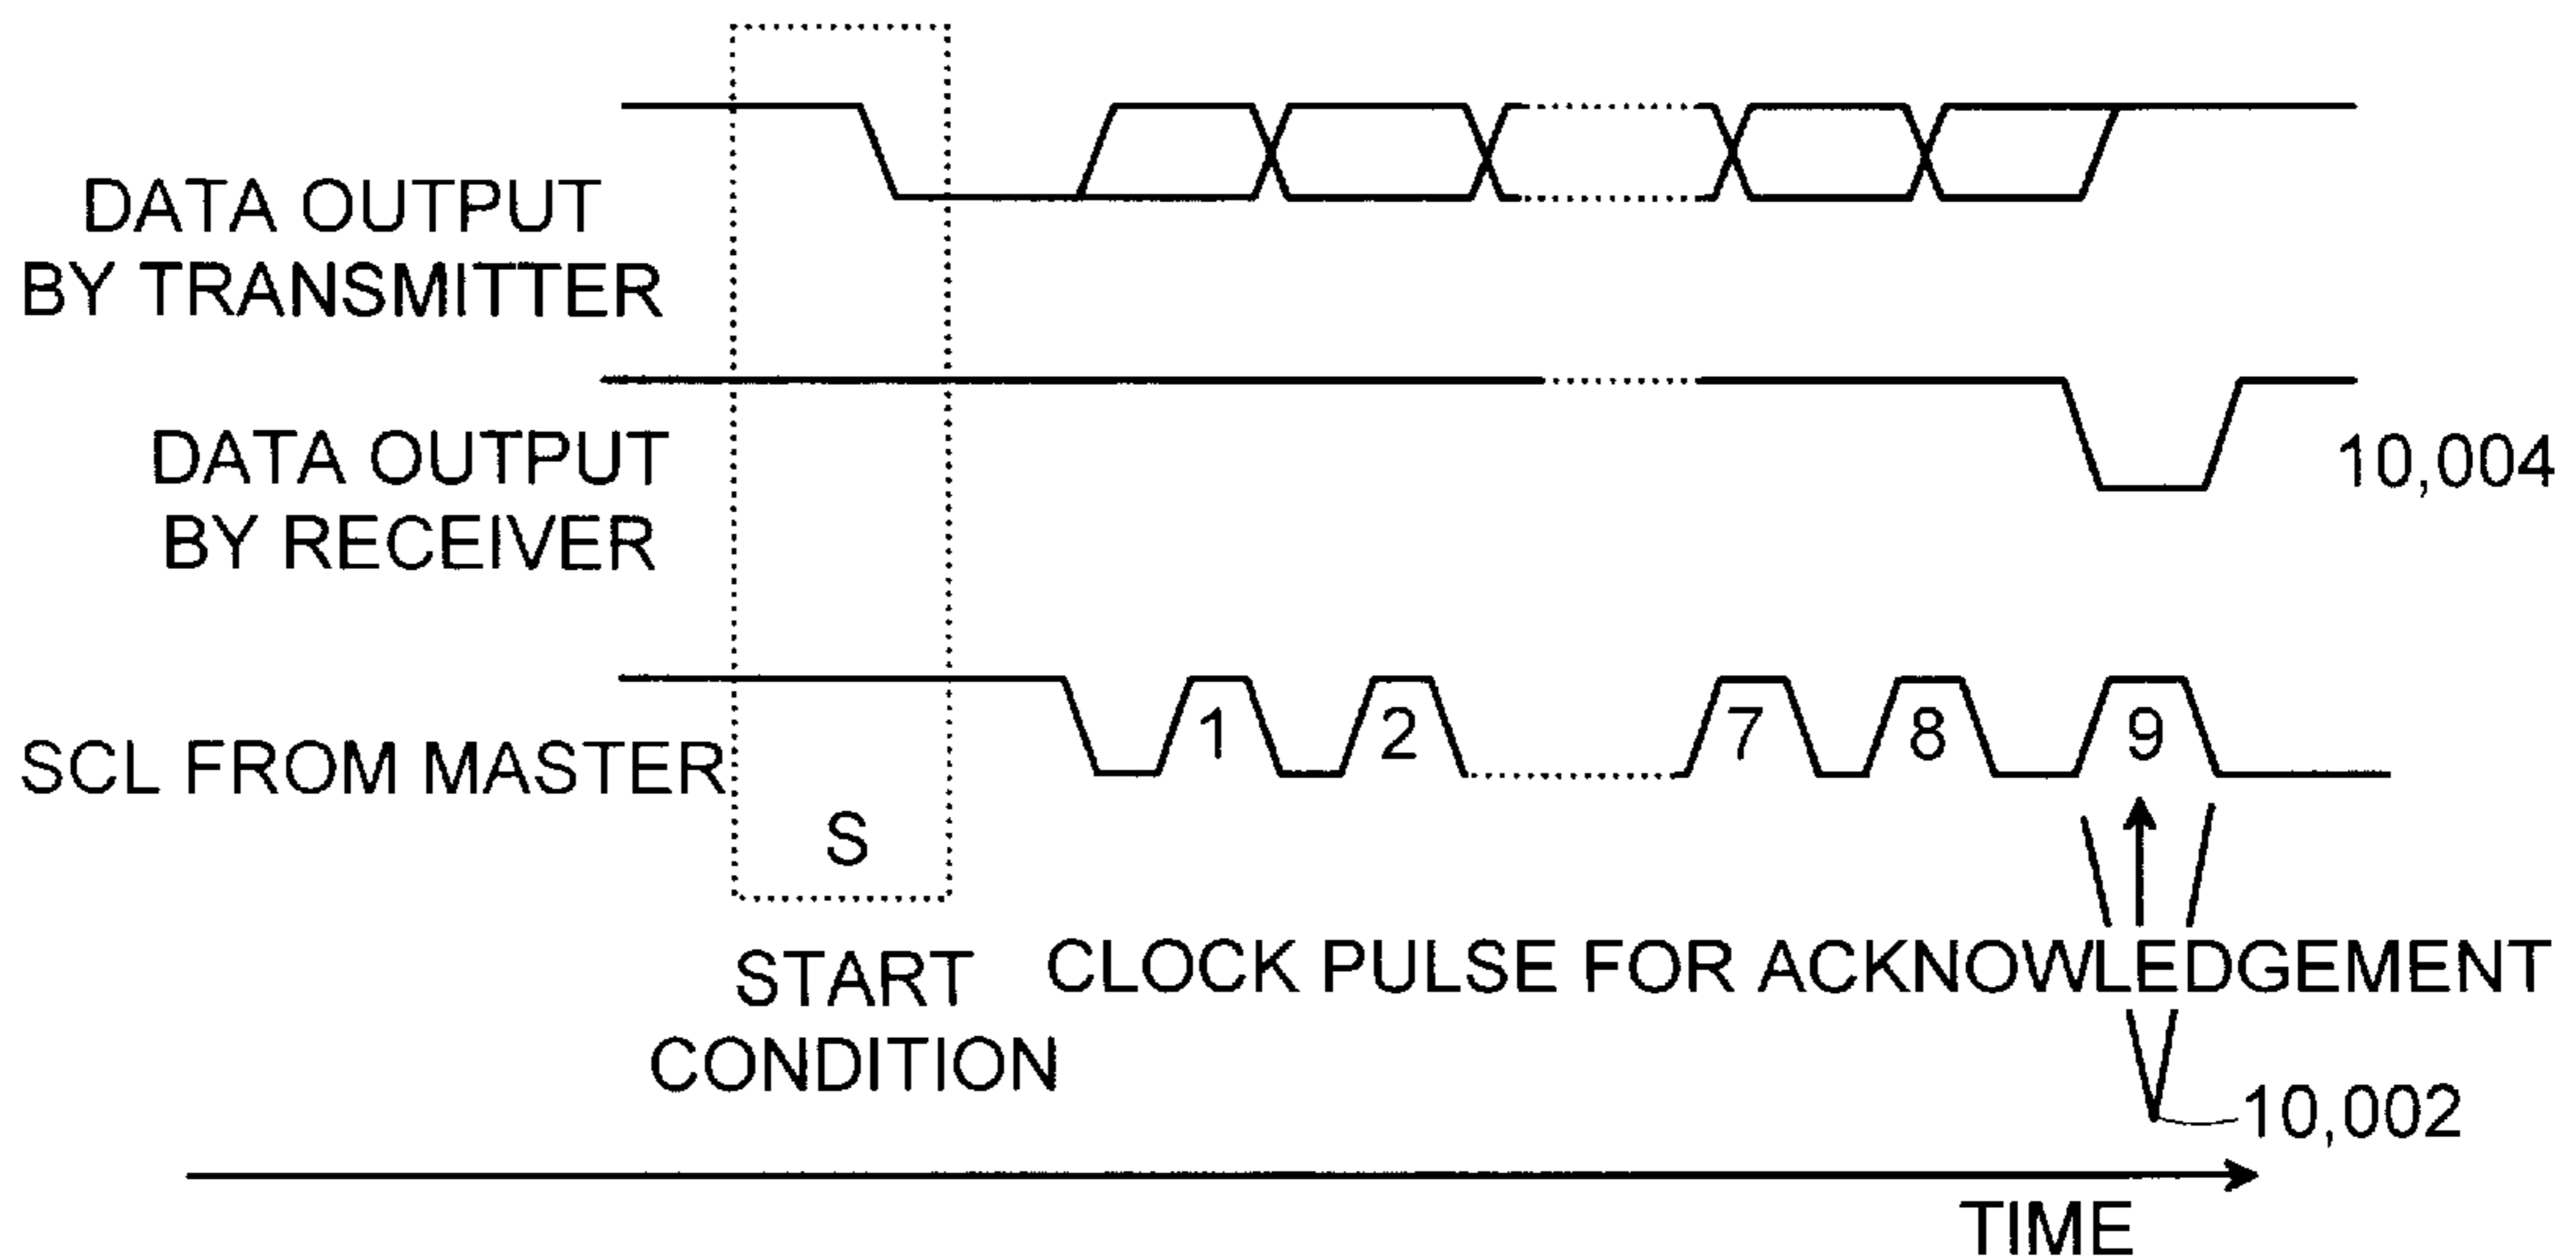 DATA OUTPUT
BY TRANSMITTER
DATA OUTPUT
BY RECEIVER
10,004
SCL FROM MASTER
1
2
7
8
9
S
START
CONDITION
CLOCK PULSE FOR ACKNOWLEDGEMENT
10,002
TIME